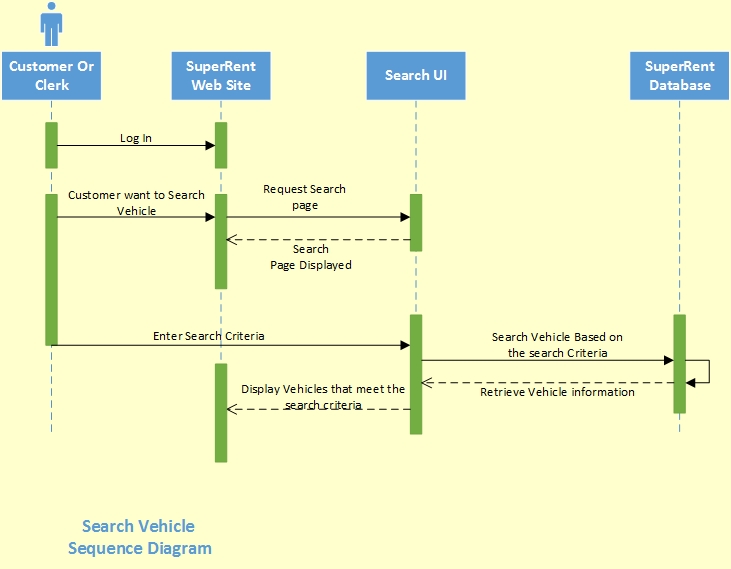 Customer Or
Clerk
SuperRent
Web Site
Search UI
SuperRent
Database
Log In
Customer want to Search
Vehicle
Request Search
page
Search
Page Displayed
Enter Search Criteria
Search Vehicle Based on
the search Criteria
Retrieve Vehicle information
Display Vehicles that meet the
search criteria
Search Vehicle
Sequence Diagram